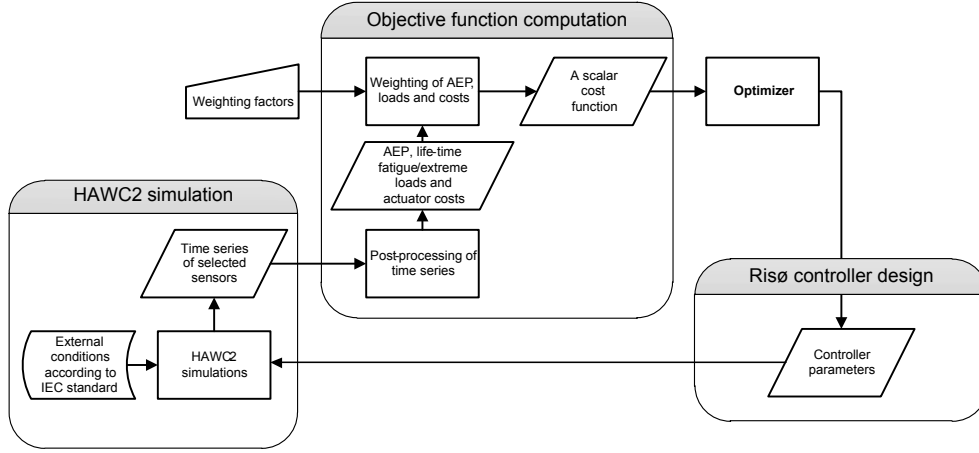 Objective function computation
Weighting factors
Weighting of AEP,
loads and costs
A scalar
cost
function
Optimizer
AEP, life-time
fatigue/extreme
loads and
actuator costs
HAWC2 simulation
Time series
of selected
sensors
Post-processing of
time series
Risø controller design
External
conditions
according to
IEC standard
HAWC2
simulations
Controller
parameters